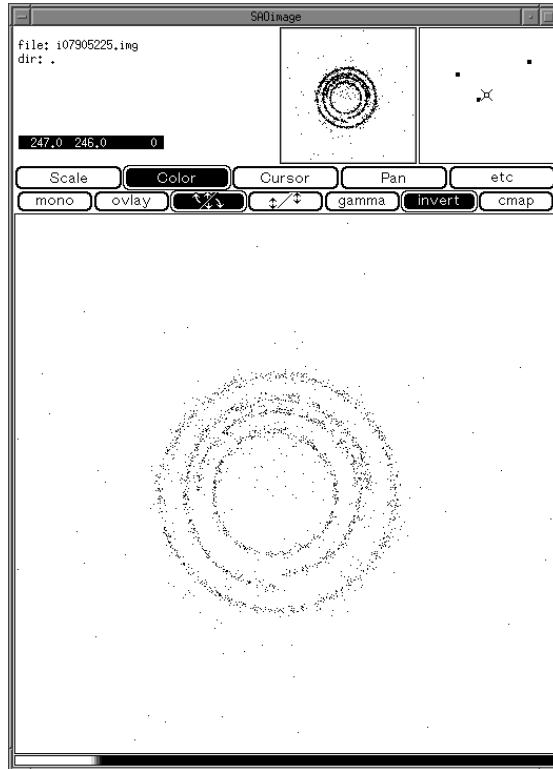 SAOimage
file: i07905225.img
dir: .
247.0 246.0 0
Scale Color Cursor Pan etc
mono ovlay gamma invert cmap